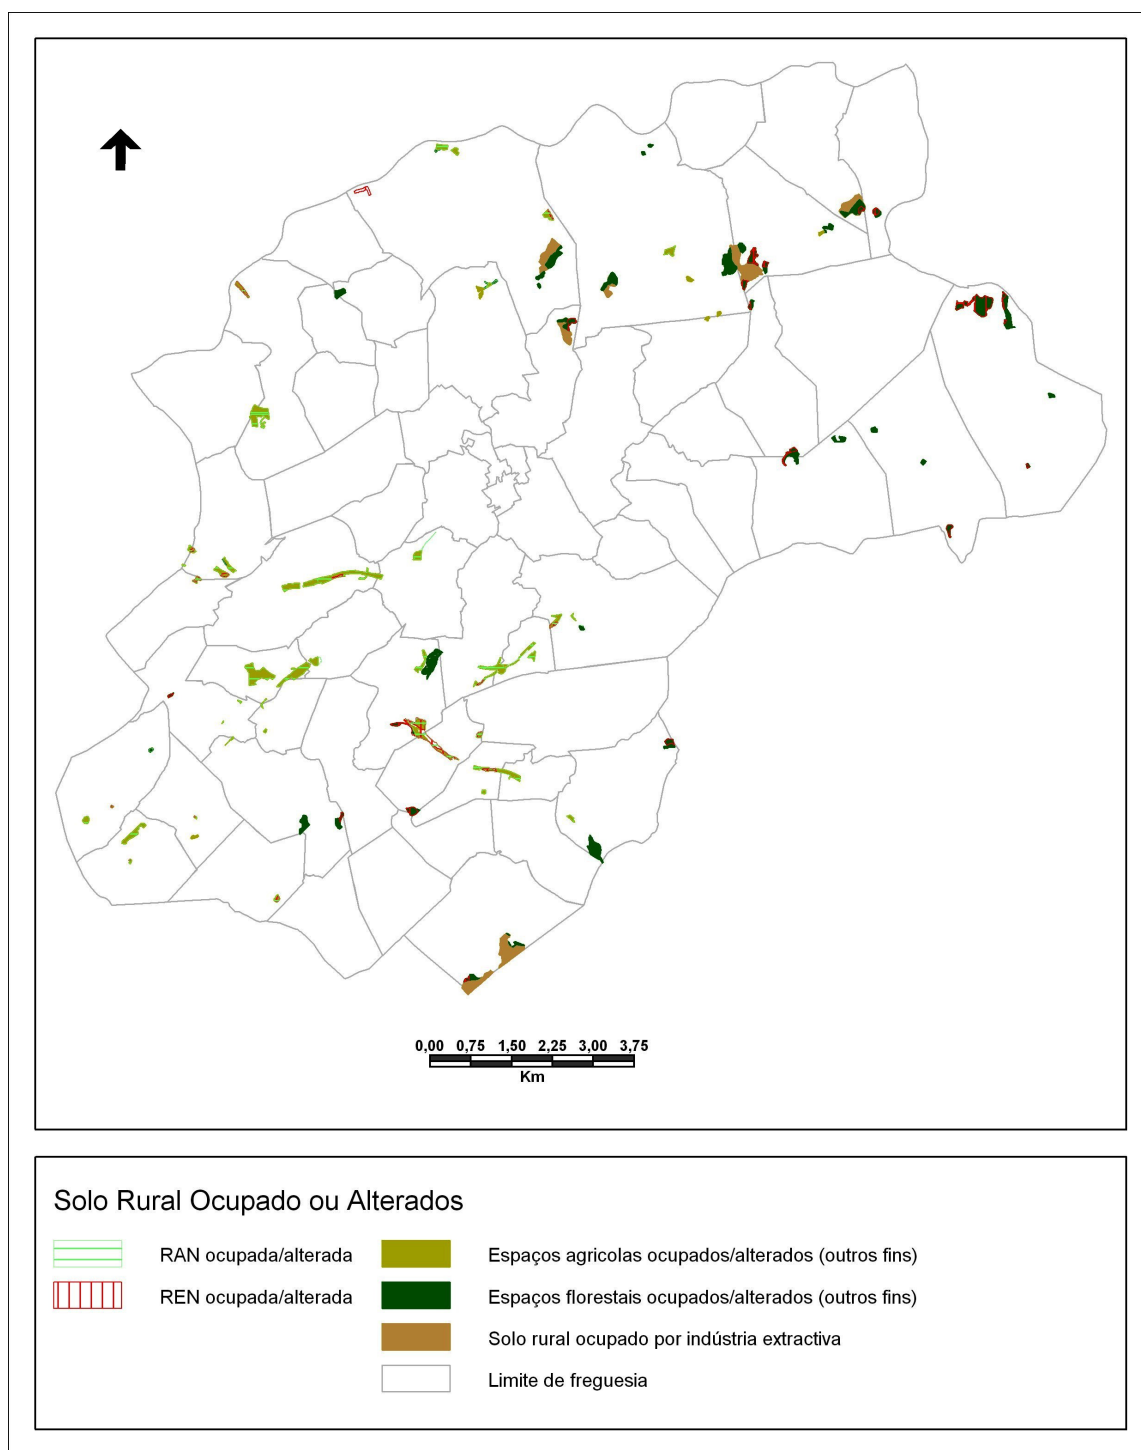 0,00 0,75 1,50 2,25 3,00 3,75
Km
Solo Rural Ocupado ou Alterados
RAN ocupada/alterada
REN ocupada/alterada
Espaços agricolas ocupados/alterados (outros fins)
Espaços florestais ocupados/alterados (outros fins)
Solo rural ocupado por indústria extractiva
Limite de freguesia